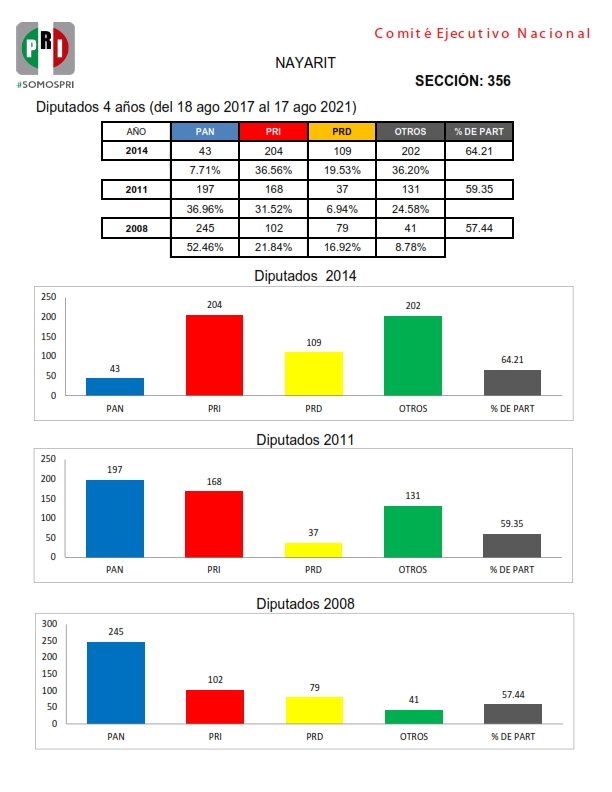 Comité Ejecutivo Nacional
PRI
#SOMOSPRI
NAYARIT
SECCIÓN: 356
Diputados 4 años (del 18 ago 2017 al 17 ago 2021)
AÑO PAN PRI PRD OTROS % DE PART
2014 43 204 109 202 64.21
7.71% 36.56% 19.53% 36.20%
2011 197 168 37 131 59.35
36.96% 31.52% 6.94% 24.58%
2008 245 102 79 41 57.44
52.46% 21.84% 16.92% 8.78%
Diputados 2014
250
200
150
100
50
0
43
204
109
202
64.21
PAN PRI PRD OTROS % DE PART
Diputados 2011
250
200
150
100
50
0
197
168
37
131
59.35
PAN PRI PRD OTROS % DE PART
Diputados 2008
300
250
200
150
100
50
0
245
102
79
41
57.44
PAN PRI PRD OTROS % DE PART